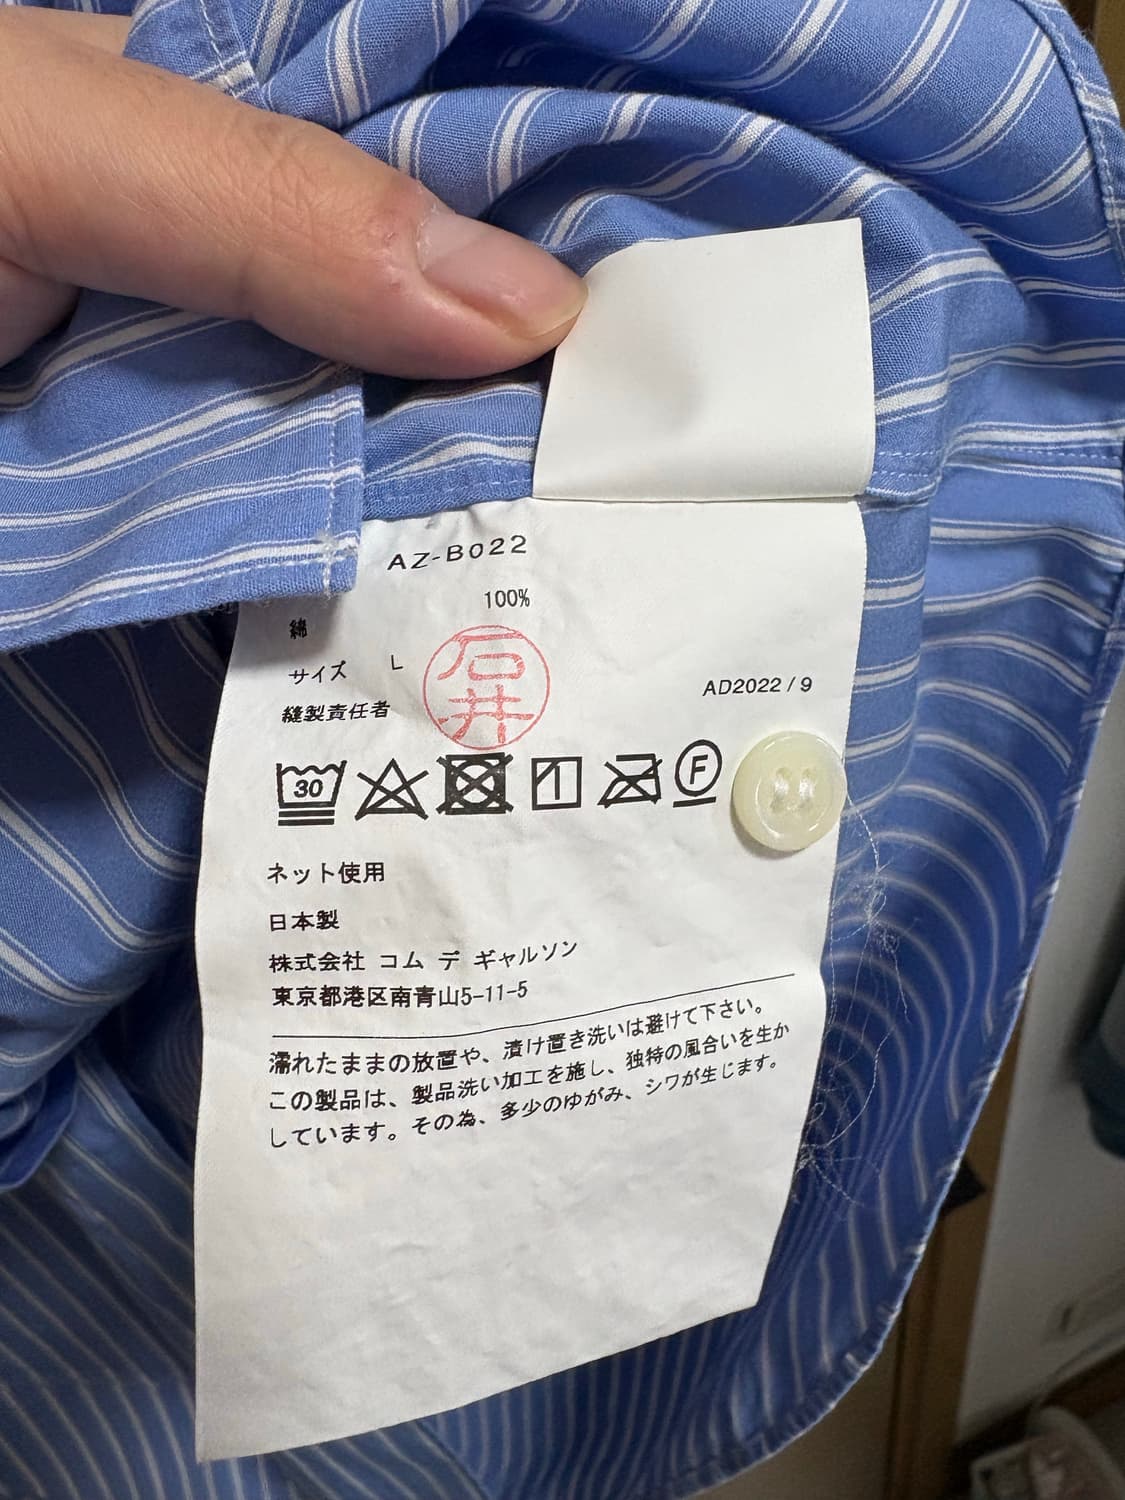 AZ-B022
綿 100%
サイズ L
石井
縫製責任者
AD2022/9
30
F
ネット使用
日本製
株式会社 コム デ ギャルソン
東京都港区南青山5-11-5
濡れたままの放置や、漬け置き洗いは避けて下さい。
この製品は、製品洗い加工を施し、独特の風合いを生か
しています。その為、多少のゆがみ、シワが生じます。